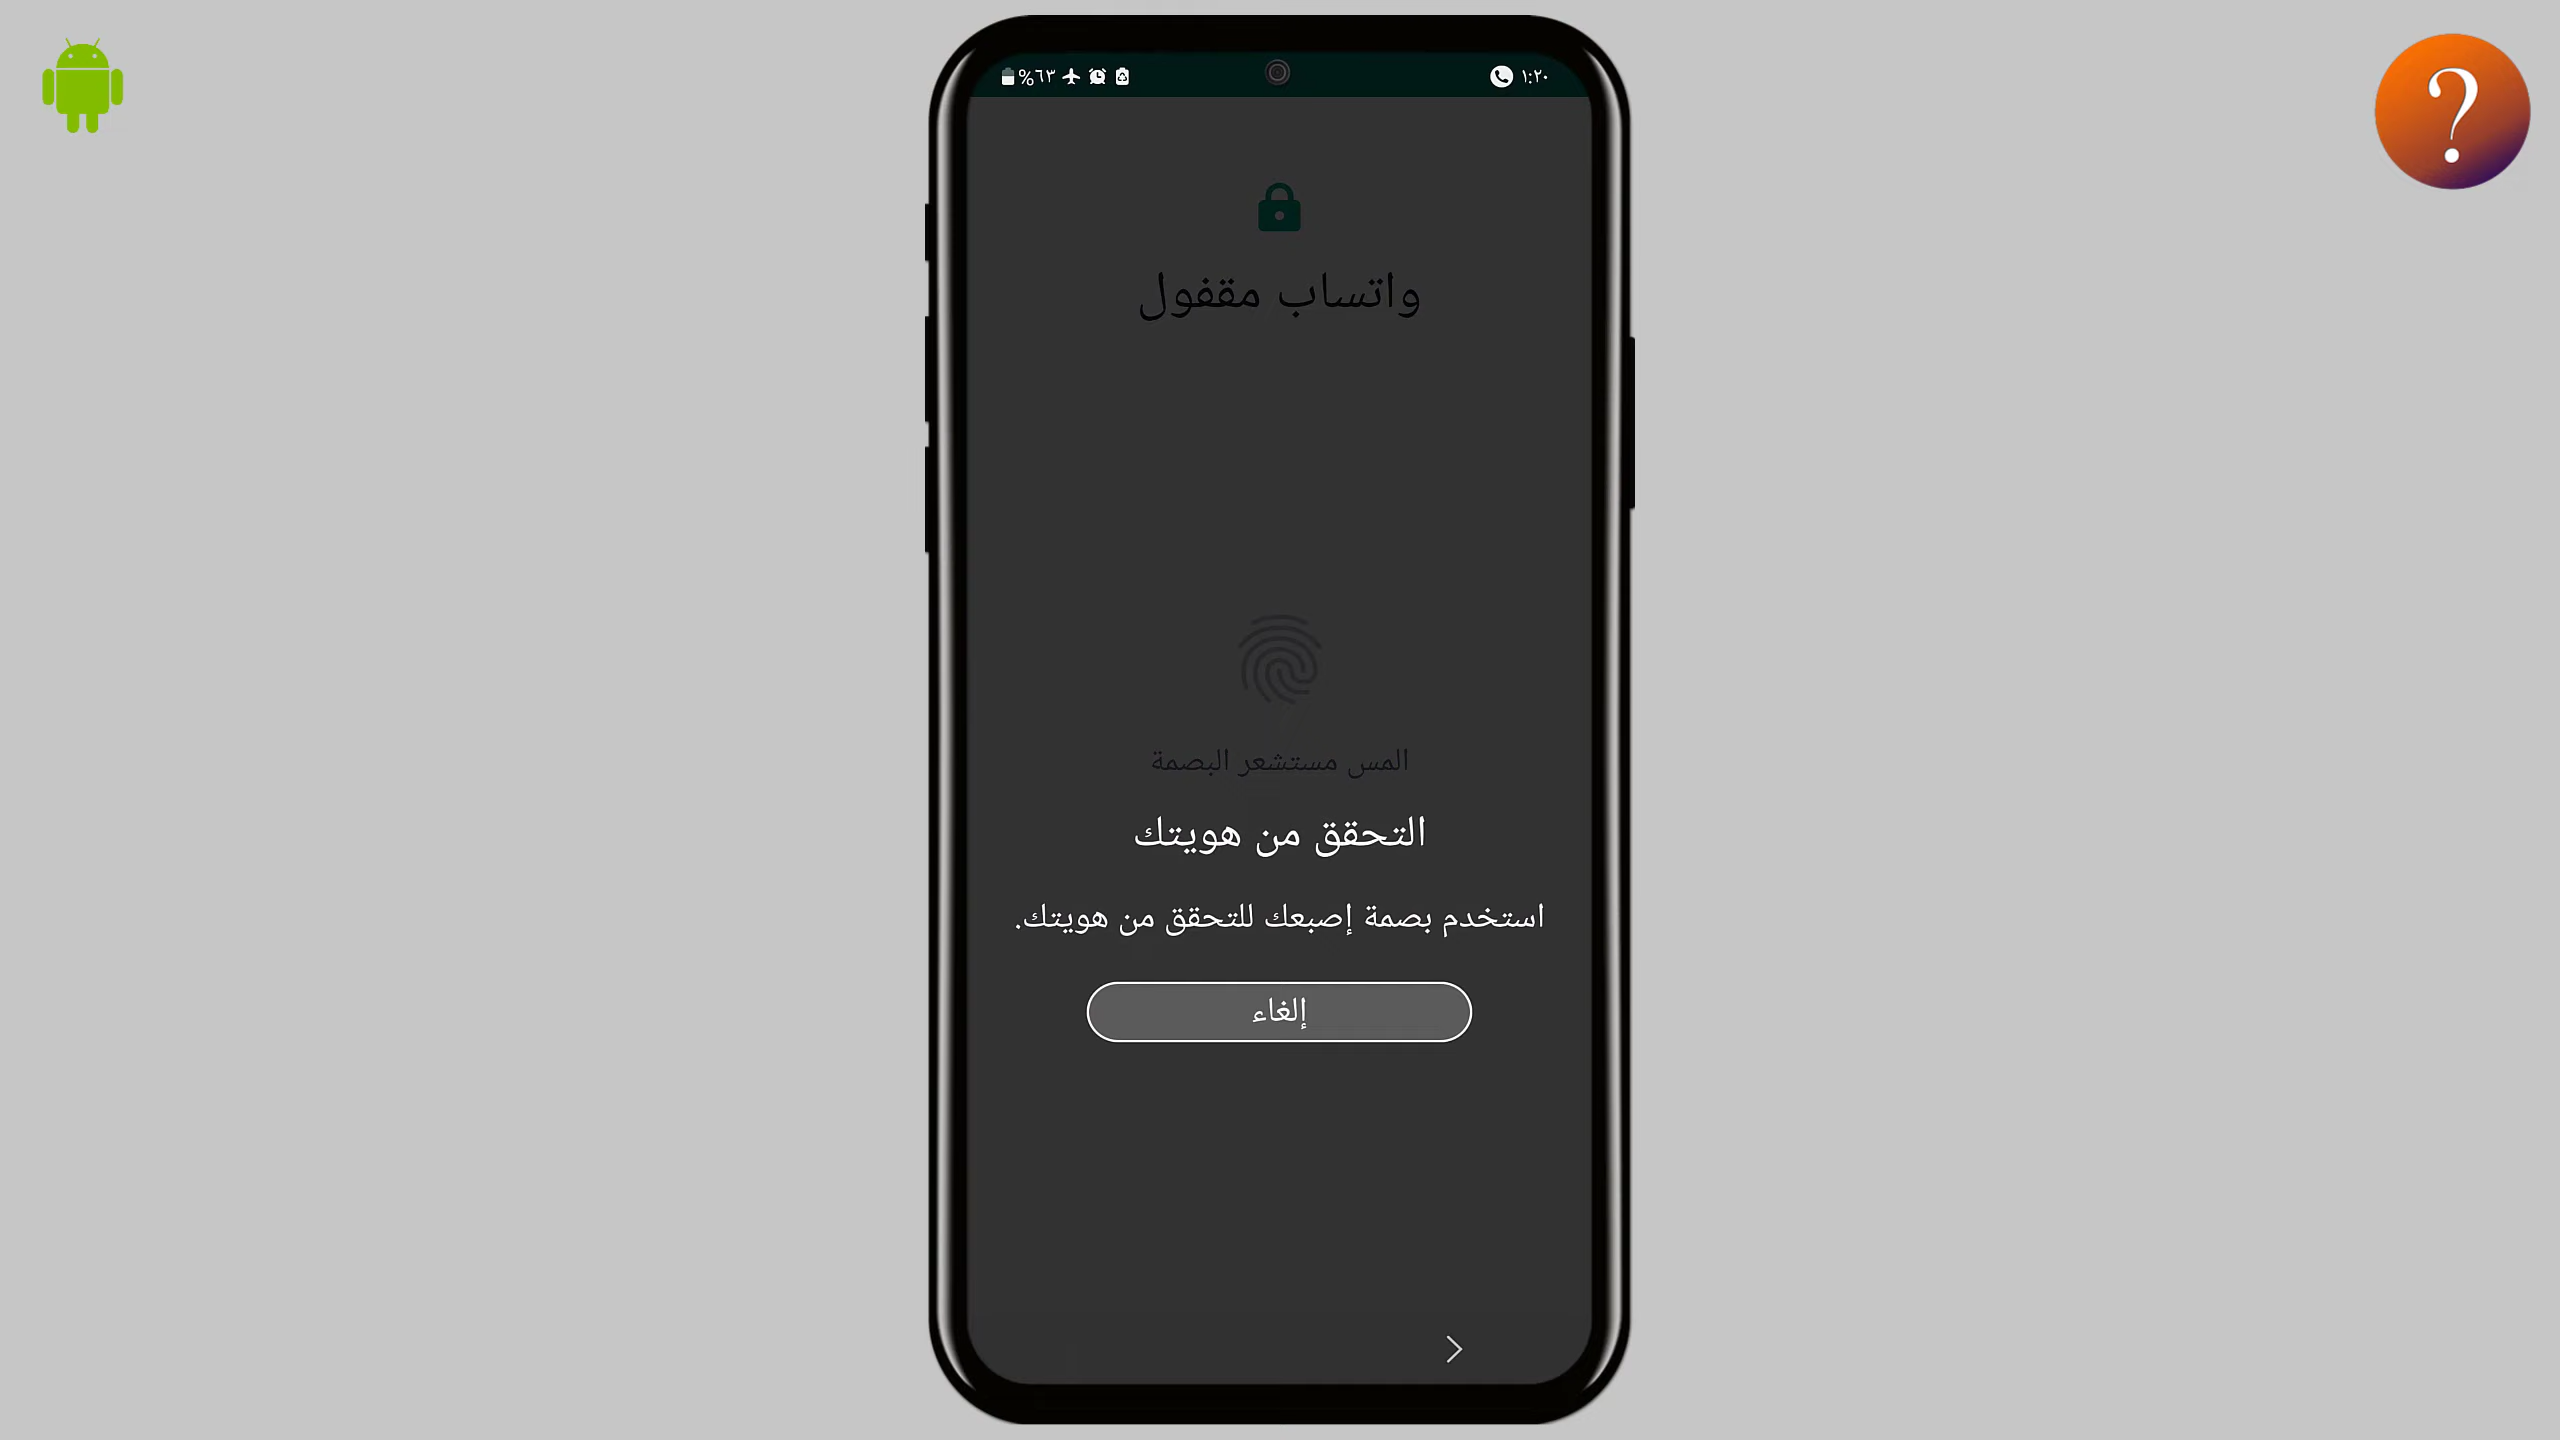 ١:٢٠
%٦٣
?
واتساب مقفول
المس مستشعر البصمة
التحقق من هويتك
استخدم بصمة إصبعك للتحقق من هويتك.
إلغاء